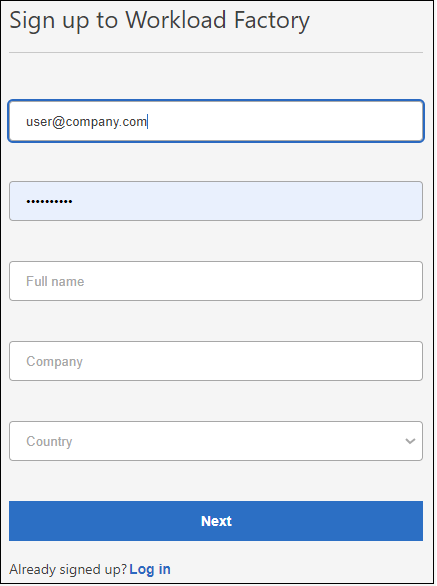 Sign up to Workload Factory
user@company.com
••••••••••
Full name
Company
Country
Next
Already signed up? Log in